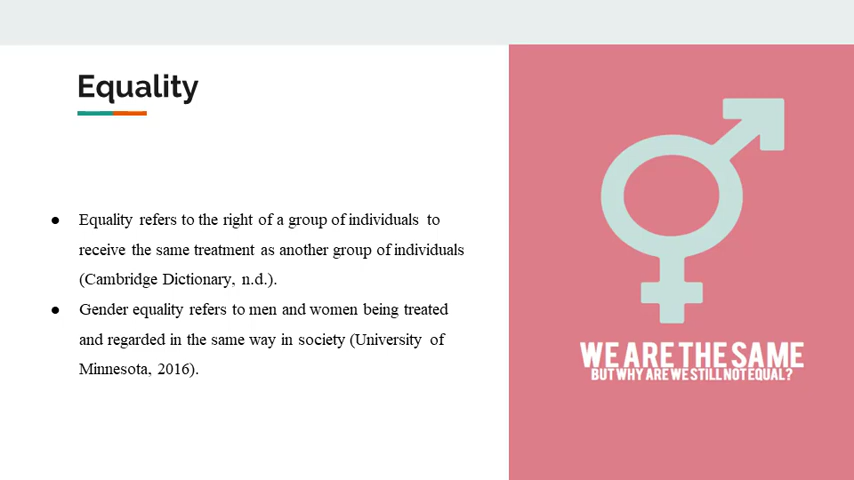 Equality
● Equality refers to the right of a group of individuals to
receive the same treatment as another group of individuals
(Cambridge Dictionary, n.d.).
● Gender equality refers to men and women being treated
and regarded in the same way in society (University of
Minnesota, 2016).
WE ARE THE SAME
BUT WHY ARE WE STILL NOT EQUAL?